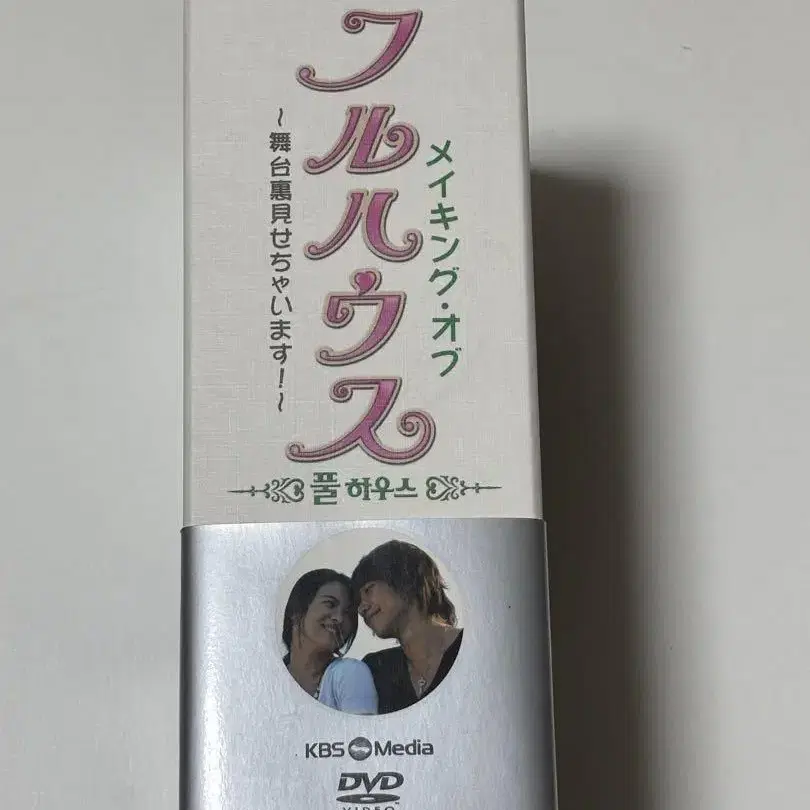 メイキング・オブ
フルハウス
～舞台裏見せちゃいます!～
풀하우스
KBS Media
DVD
VIDEO